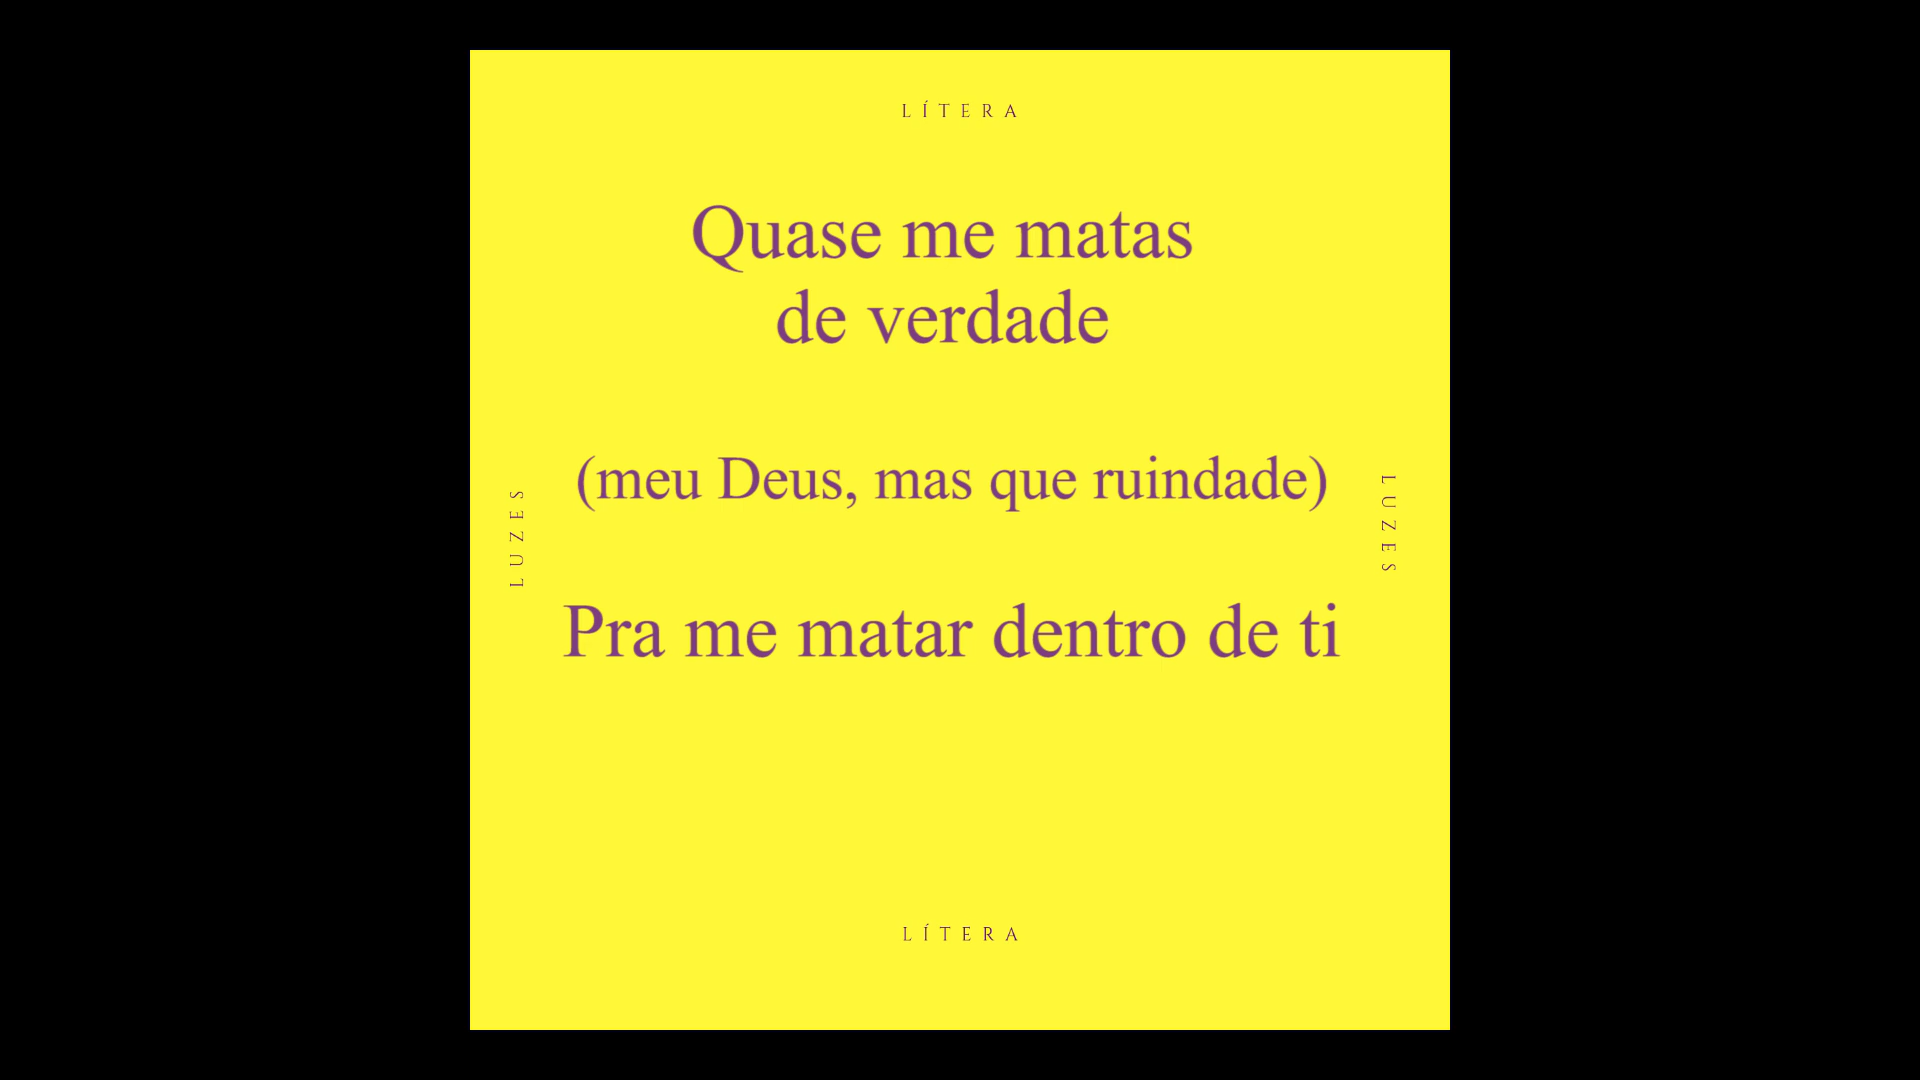 LÍTERA
Quase me matas
de verdade
(meu Deus, mas que ruindade)
LUZES
LUZES
Pra me matar dentro de ti
LÍTERA